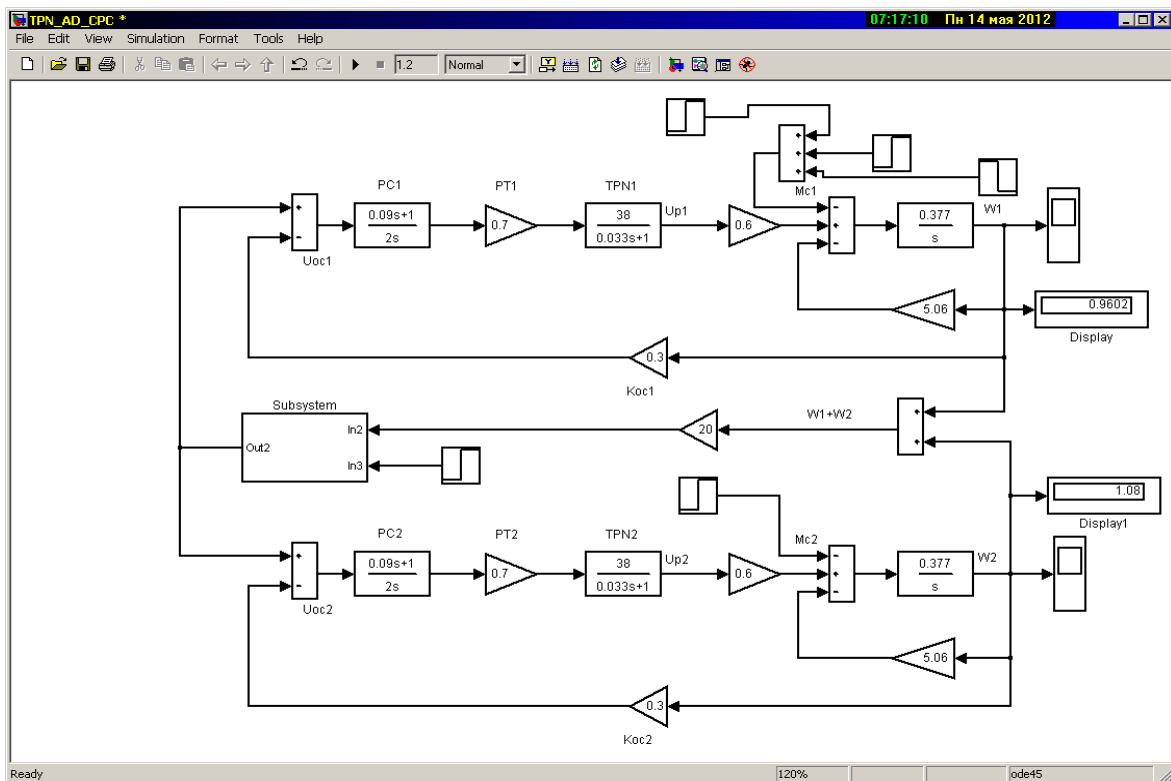 TPN_AD_CPC *
07:17:10 Пн 14 мая 2012
File Edit View Simulation Format Tools Help
1.2 Normal
PC1 PT1 TPN1 Up1 Mc1 W1
0.09s+1
2s
0.7
38
0.033s+1
0.6
0.377
s
Uoc1
5.06
0.9602
Display
0.3
Koc1
Subsystem
In2
Out2
In3
20
W1+W2
1.08
Display1
PC2 PT2 TPN2 Up2 Mc2 W2
0.09s+1
2s
0.7
38
0.033s+1
0.6
0.377
s
Uoc2
5.06
0.3
Koc2
Ready 120% ode45